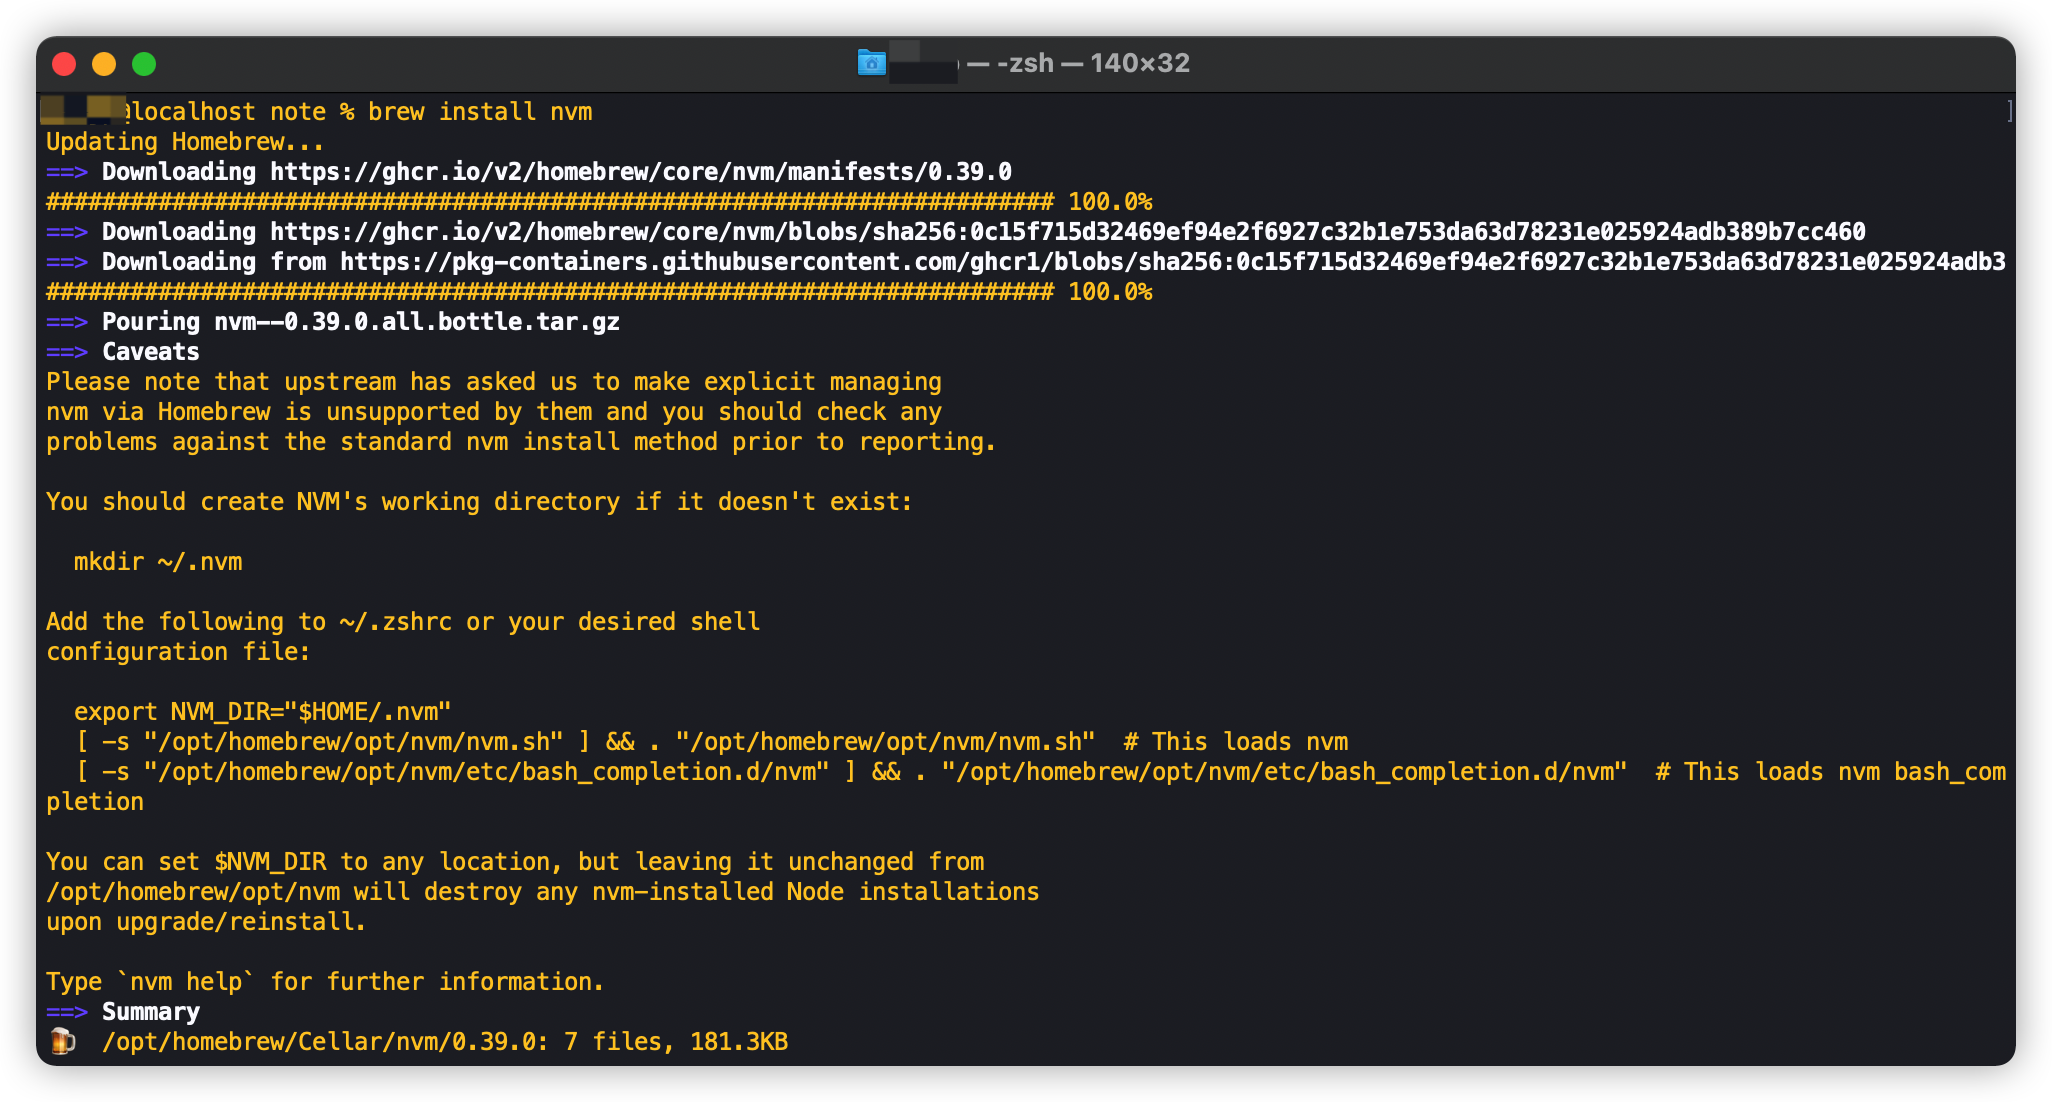 — -zsh — 140×32
@localhost note % brew install nvm ]
Updating Homebrew...
==> Downloading https://ghcr.io/v2/homebrew/core/nvm/manifests/0.39.0
######################################################################## 100.0%
==> Downloading https://ghcr.io/v2/homebrew/core/nvm/blobs/sha256:0c15f715d32469ef94e2f6927c32b1e753da63d78231e025924adb389b7cc460
==> Downloading from https://pkg-containers.githubusercontent.com/ghcr1/blobs/sha256:0c15f715d32469ef94e2f6927c32b1e753da63d78231e025924adb3
######################################################################## 100.0%
==> Pouring nvm--0.39.0.all.bottle.tar.gz
==> Caveats
Please note that upstream has asked us to make explicit managing
nvm via Homebrew is unsupported by them and you should check any
problems against the standard nvm install method prior to reporting.
You should create NVM's working directory if it doesn't exist:
mkdir ~/.nvm
Add the following to ~/.zshrc or your desired shell
configuration file:
export NVM_DIR="$HOME/.nvm"
[ -s "/opt/homebrew/opt/nvm/nvm.sh" ] && . "/opt/homebrew/opt/nvm/nvm.sh"  # This loads nvm
[ -s "/opt/homebrew/opt/nvm/etc/bash_completion.d/nvm" ] && . "/opt/homebrew/opt/nvm/etc/bash_completion.d/nvm"  # This loads nvm bash_com
pletion
You can set $NVM_DIR to any location, but leaving it unchanged from
/opt/homebrew/opt/nvm will destroy any nvm-installed Node installations
upon upgrade/reinstall.
Type `nvm help` for further information.
==> Summary
🍺  /opt/homebrew/Cellar/nvm/0.39.0: 7 files, 181.3KB